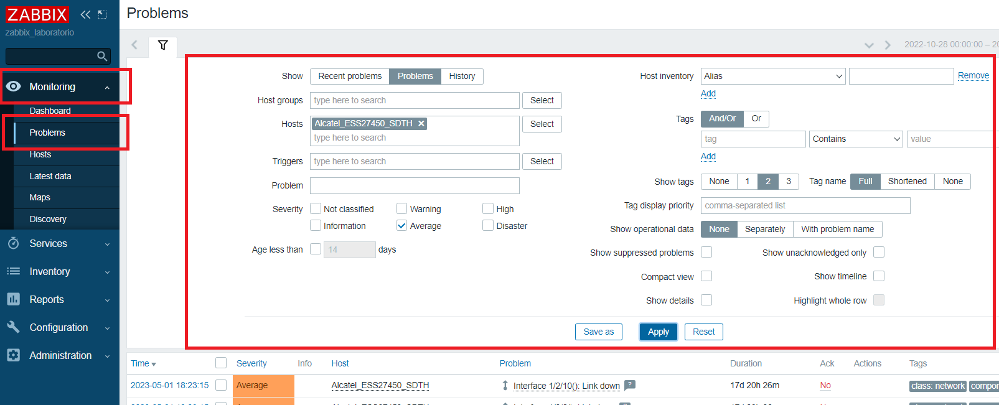 ZABBIX
zabbix_laboratorio
Monitoring
Dashboard
Problems
Hosts
Latest data
Maps
Discovery
Services
Inventory
Reports
Configuration
Administration
Problems
2022-10-28 00:00:00 – 20
Show Recent problems Problems History
Host groups type here to search Select
Hosts Alcatel_ESS27450_SDTH Select
type here to search
Triggers type here to search Select
Problem
Severity Not classified Warning High
Information Average Disaster
Age less than 14 days
Host inventory Alias Remove
Add
Tags And/Or Or
tag Contains value
Add
Show tags None 1 2 3 Tag name Full Shortened None
Tag display priority comma-separated list
Show operational data None Separately With problem name
Show suppressed problems Show unacknowledged only
Compact view Show timeline
Show details Highlight whole row
Save as Apply Reset
Time Severity Info Host Problem Duration Ack Actions Tags
2023-05-01 18:23:15 Average Alcatel_ESS27450_SDTH Interface 1/2/10(): Link down ? 17d 20h 26m No class: network compor